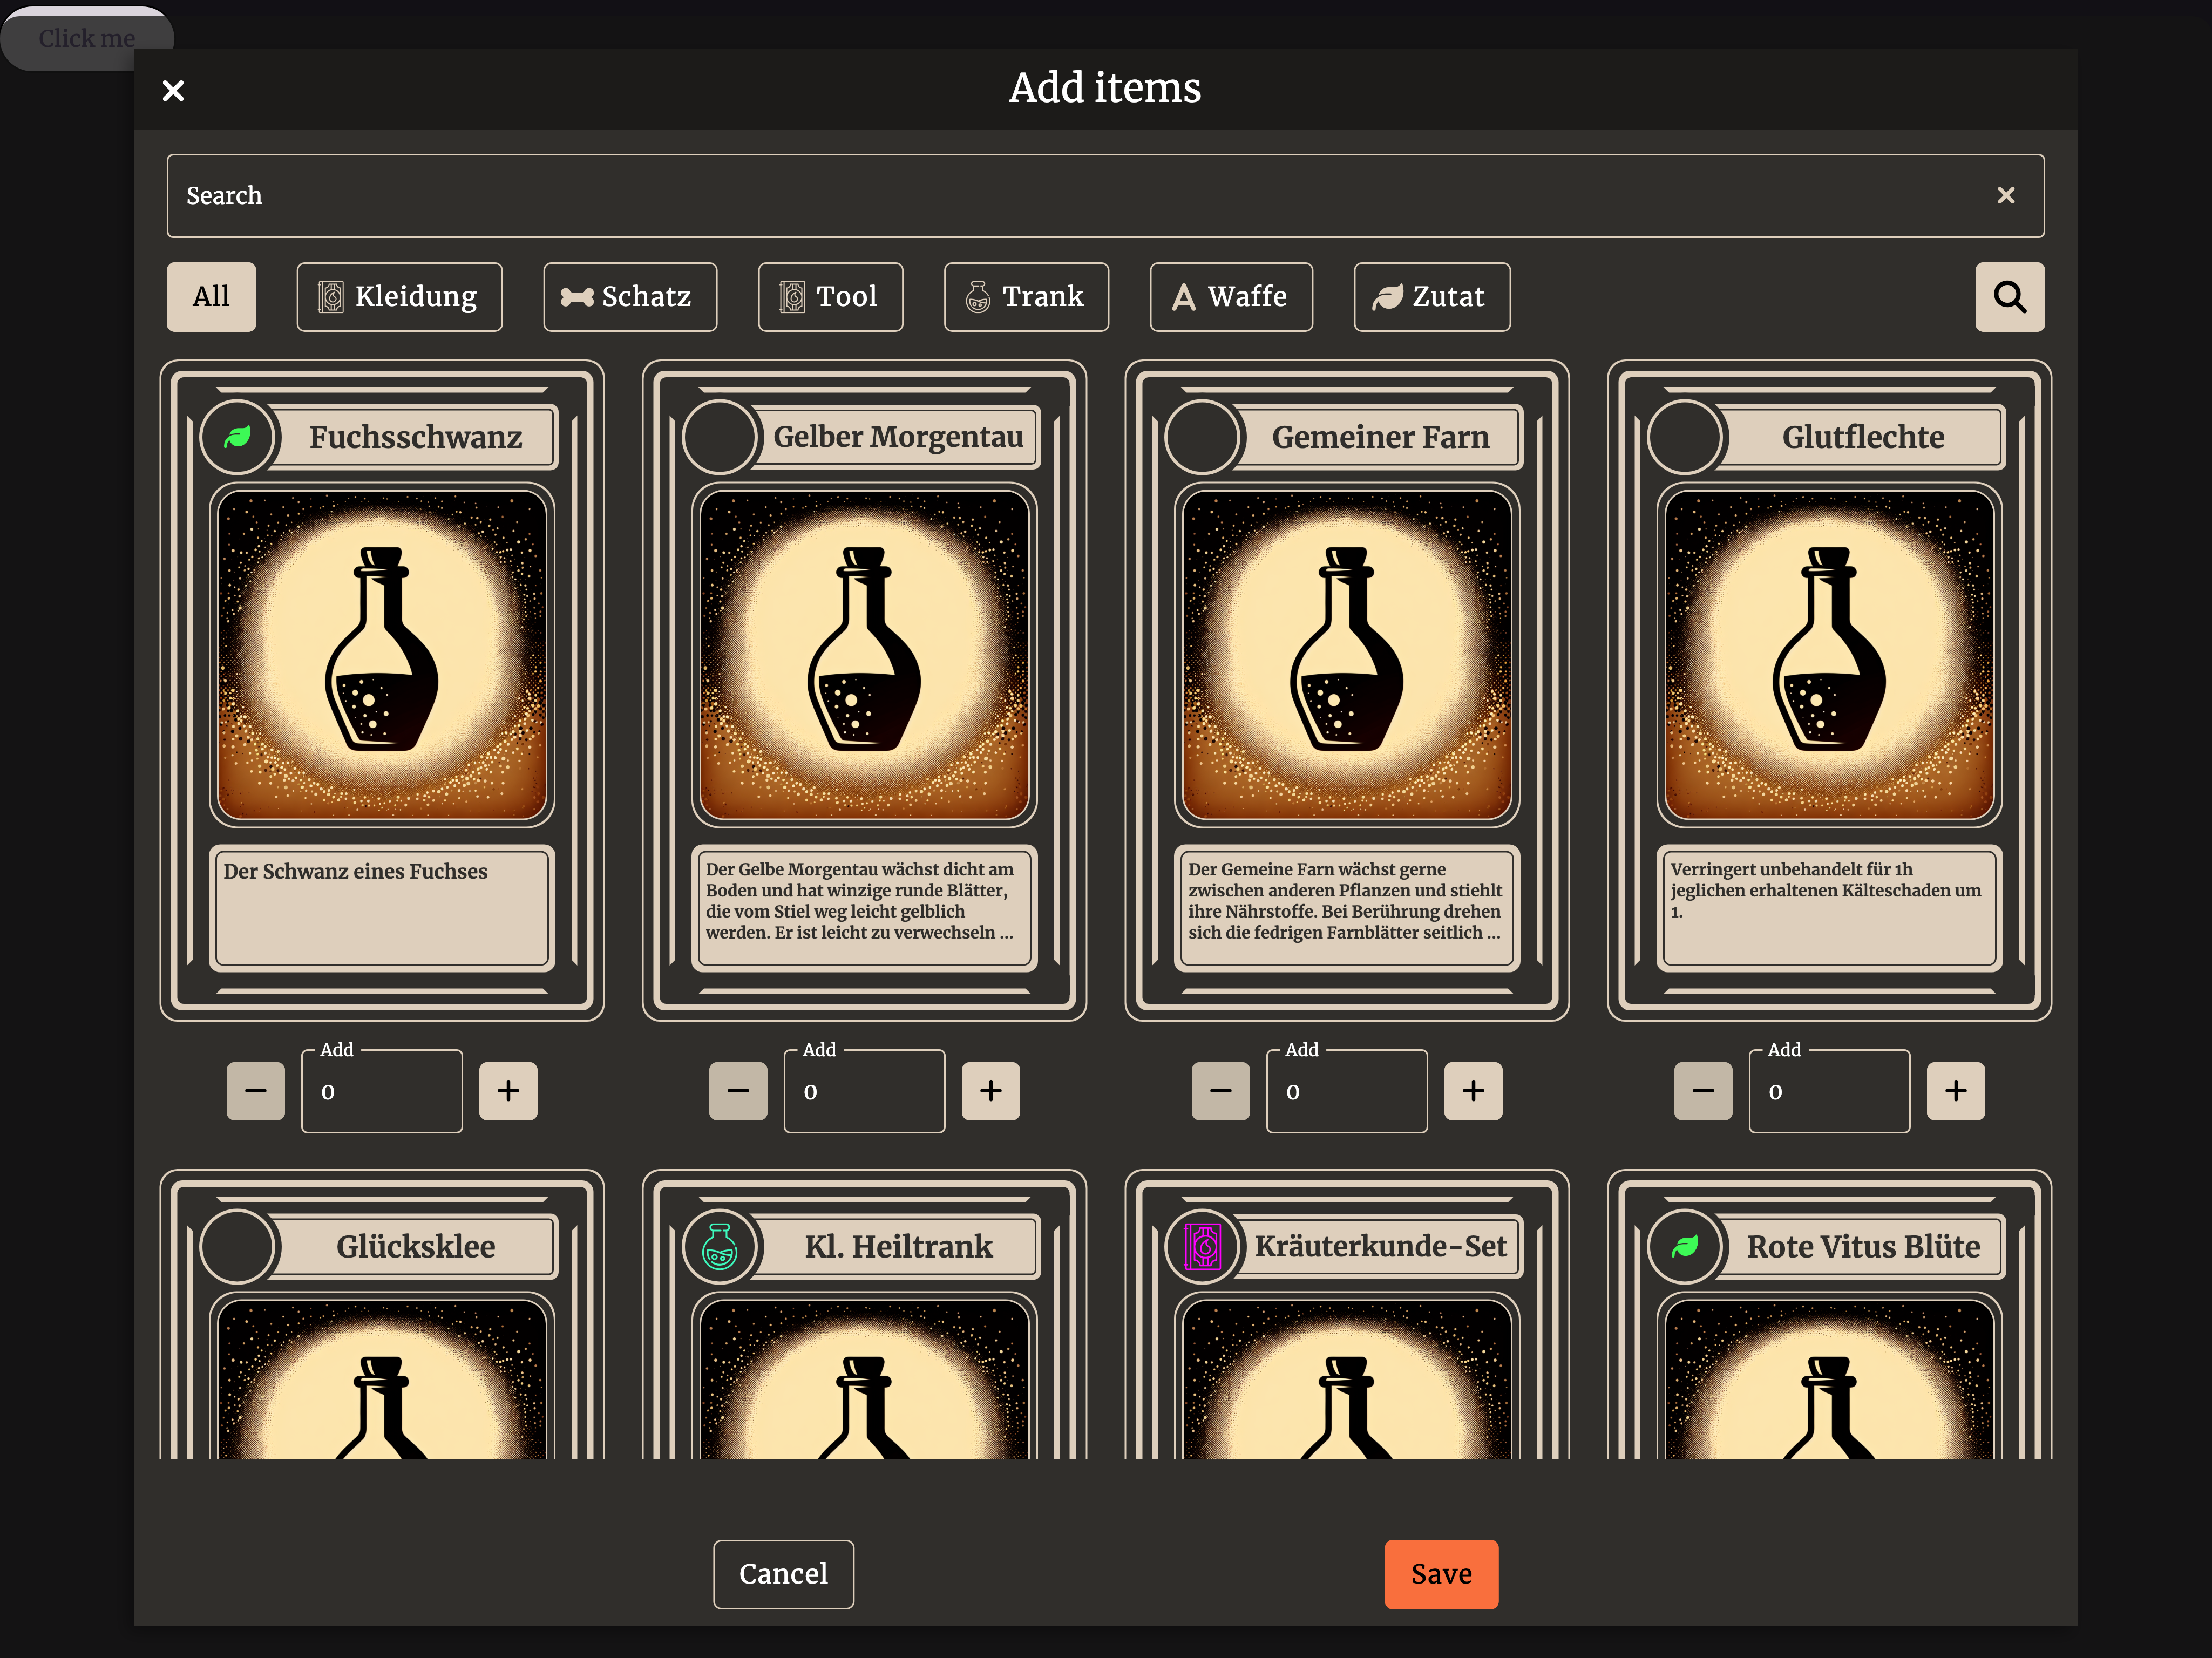 Click me
Add items
Search
All
Kleidung
Schatz
Tool
Trank
Waffe
Zutat
Fuchsschwanz
Gelber Morgentau
Gemeiner Farn
Glutflechte
Der Schwanz eines Fuchses
Der Gelbe Morgentau wächst dicht am
Boden und hat winzige runde Blätter,
die vom Stiel weg leicht gelblich
werden. Er ist leicht zu verwechseln ...
Der Gemeine Farn wächst gerne
zwischen anderen Pflanzen und stiehlt
ihre Nährstoffe. Bei Berührung drehen
sich die fedrigen Farnblätter seitlich ...
Verringert unbehandelt für 1h
jeglichen erhaltenen Kälteschaden um
1.
Add
0
Add
0
Add
0
Add
0
Glücksklee
Kl. Heiltrank
Kräuterkunde-Set
Rote Vitus Blüte
Cancel
Save